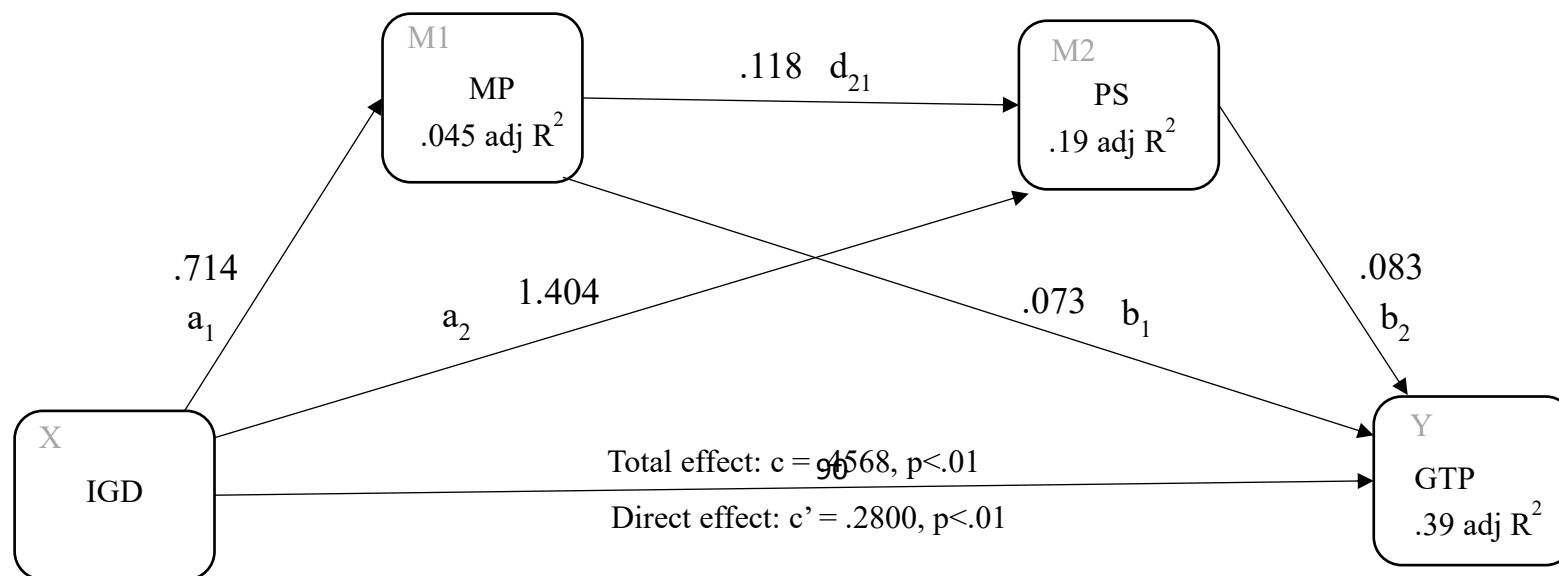 M1
MP
.045 adj R²
.118 d₂₁
M2
PS
.19 adj R²
.714
a₁
1.404
a₂
.073 b₁
.083
b₂
X
IGD
Total effect: c = .4568, p<.01
90
Direct effect: c’ = .2800, p<.01
Y
GTP
.39 adj R²